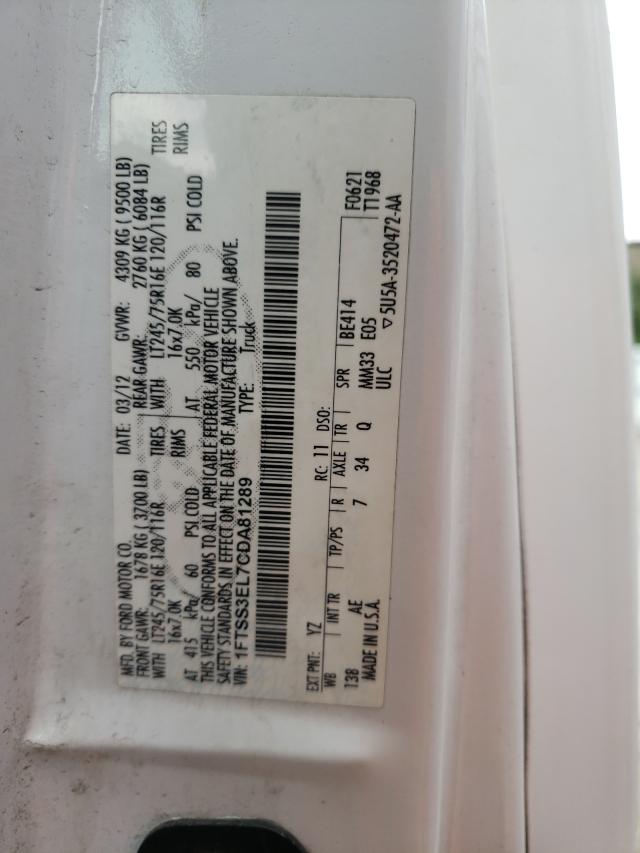 MFD. BY FORD MOTOR CO. DATE: 03/12 GVWR: 4309 KG ( 9500 LB)
FRONT GAWR: 1678 KG ( 3700 LB) REAR GAWR: 2760 KG ( 6084 LB)
WITH LT245/75R16E 120/116R TIRES WITH LT245/75R16E 120/116R TIRES
16x7.0K RIMS 16x7.0K RIMS
AT 415 kPa/ 60 PSI COLD AT 550 kPa/ 80 PSI COLD
THIS VEHICLE CONFORMS TO ALL APPLICABLE FEDERAL MOTOR VEHICLE
SAFETY STANDARDS IN EFFECT ON THE DATE OF MANUFACTURE SHOWN ABOVE.
VIN: 1FTSS3EL7CDA81289 TYPE: Truck
EXT PNT: YZ RC: 11 DSO: F0621
WB INT TR TP/PS R AXLE TR SPR BE414 T1968
138 AE 7 34 Q MM33 E05
MADE IN U.S.A. ULC ▽5U5A-3520472-AA